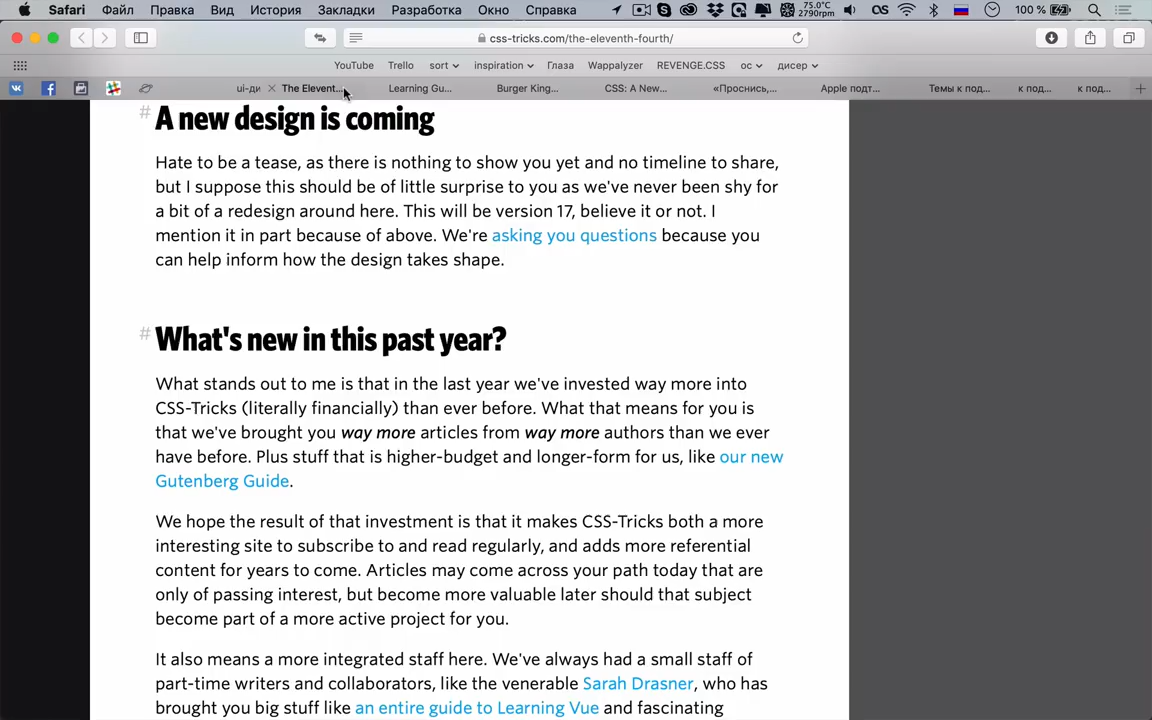 Safari Файл Правка Вид История Закладки Разработка Окно Справка 75.0°C 2790rpm 100 %
css-tricks.com/the-eleventh-fourth/
YouTube Trello sort inspiration Глаза Wappalyzer REVENGE.CSS ос дисер
ui-ди The Elevent... Learning Gu... Burger King... CSS: A New... «Проснись,... Apple подт... Темы к под... к под... к под...
# A new design is coming
Hate to be a tease, as there is nothing to show you yet and no timeline to share,
but I suppose this should be of little surprise to you as we've never been shy for
a bit of a redesign around here. This will be version 17, believe it or not. I
mention it in part because of above. We're asking you questions because you
can help inform how the design takes shape.
# What's new in this past year?
What stands out to me is that in the last year we've invested way more into
CSS-Tricks (literally financially) than ever before. What that means for you is
that we've brought you way more articles from way more authors than we ever
have before. Plus stuff that is higher-budget and longer-form for us, like our new
Gutenberg Guide.
We hope the result of that investment is that it makes CSS-Tricks both a more
interesting site to subscribe to and read regularly, and adds more referential
content for years to come. Articles may come across your path today that are
only of passing interest, but become more valuable later should that subject
become part of a more active project for you.
It also means a more integrated staff here. We've always had a small staff of
part-time writers and collaborators, like the venerable Sarah Drasner, who has
brought you big stuff like an entire guide to Learning Vue and fascinating